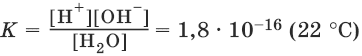 K = [H⁺][OH⁻] / [H₂O] = 1,8 · 10⁻¹⁶ (22 °C)